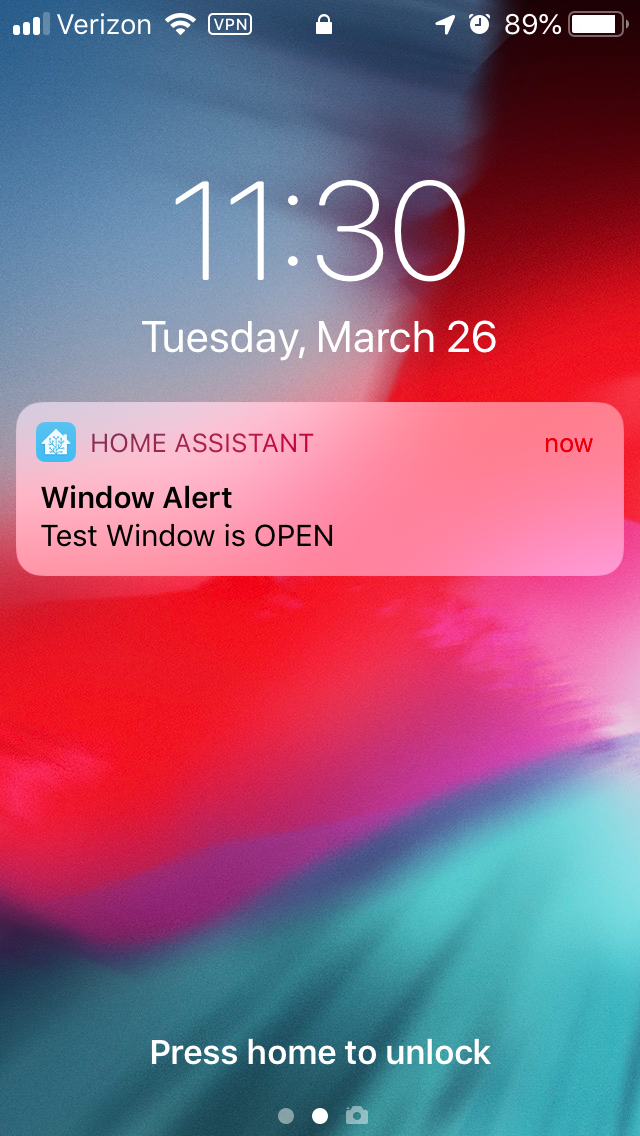 Verizon VPN 89%
11:30
Tuesday, March 26
HOME ASSISTANT now
Window Alert
Test Window is OPEN
Press home to unlock